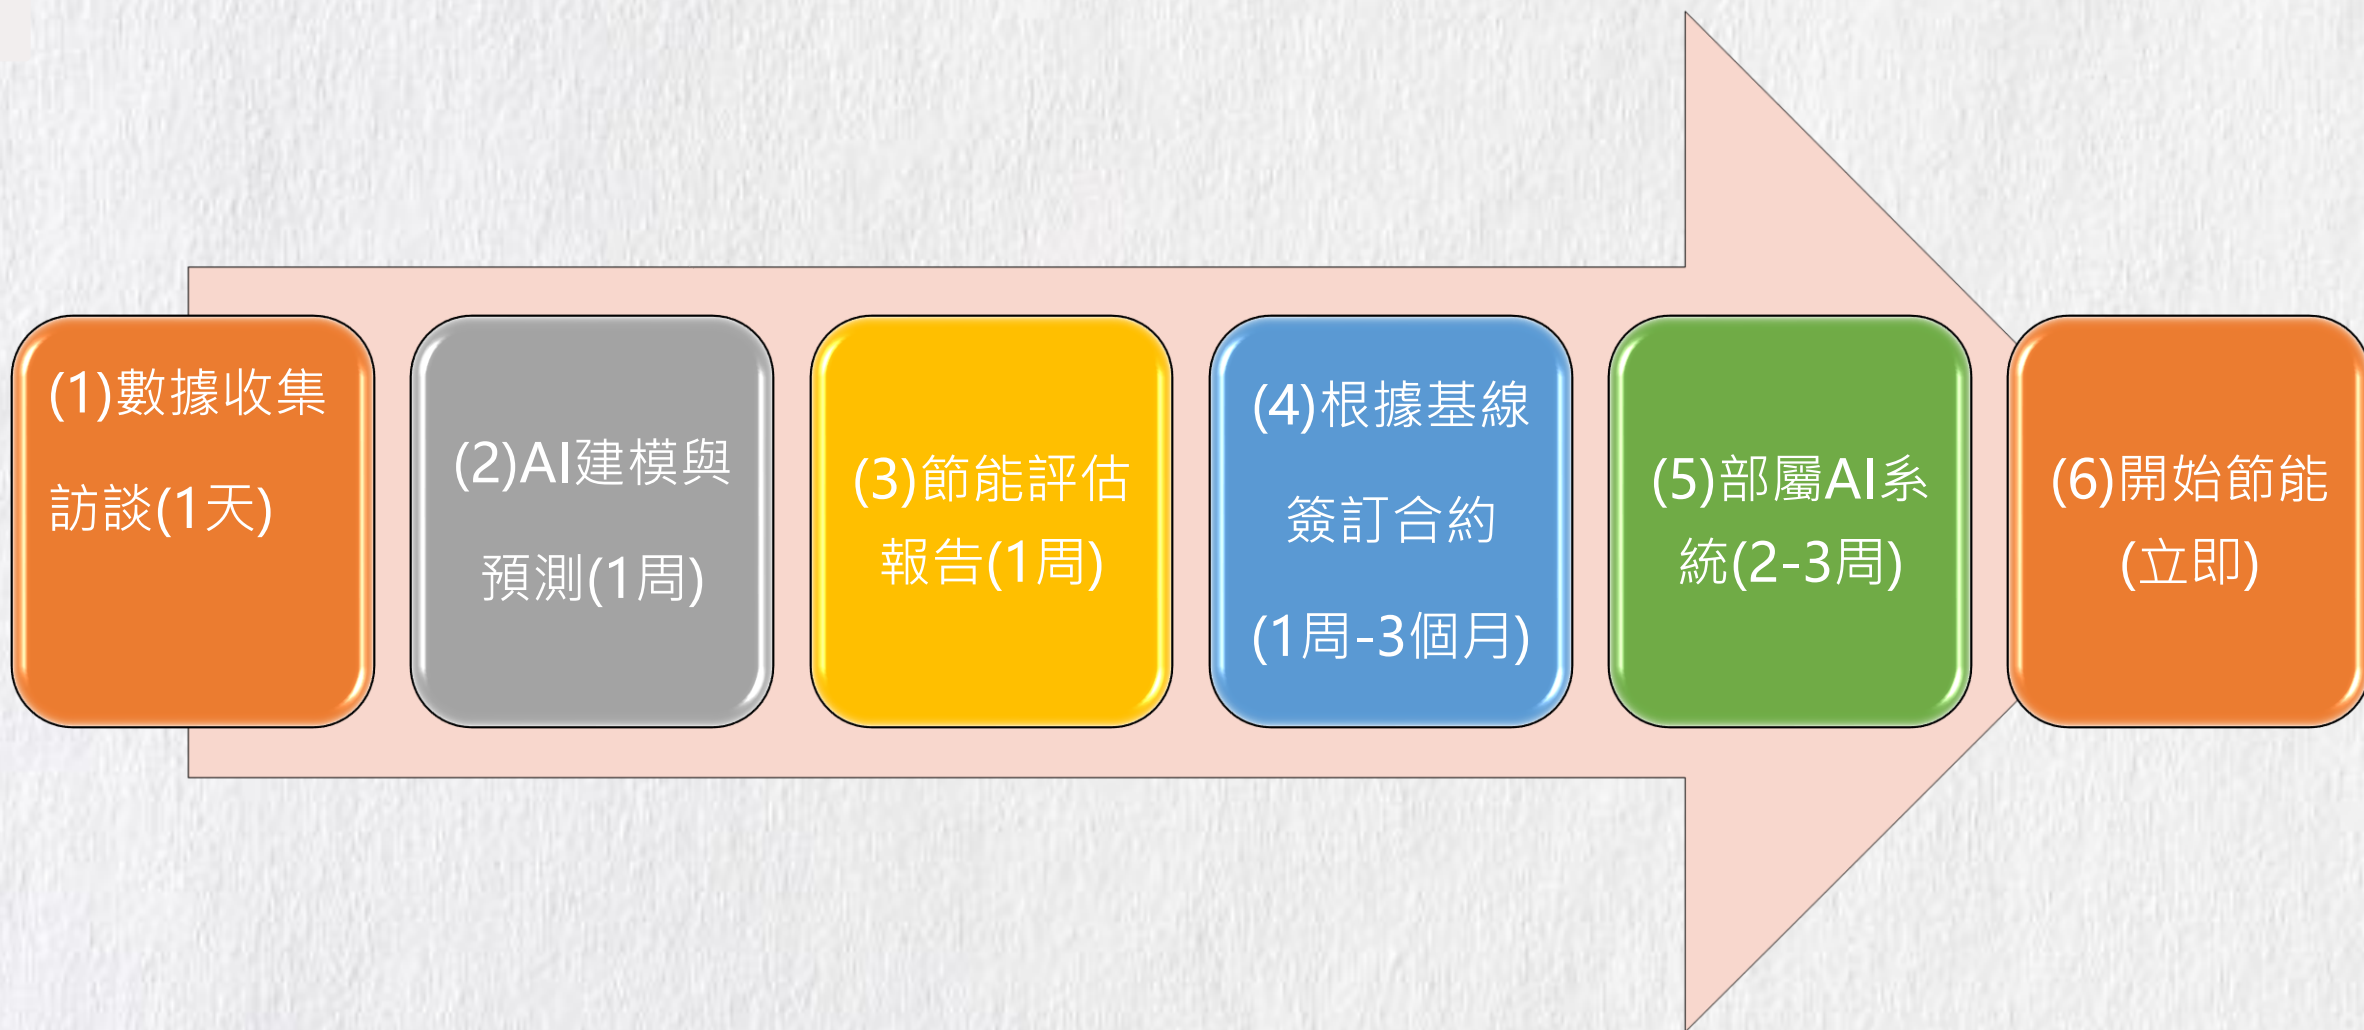 (1)數據收集
訪談(1天)
(2)AI建模與
預測(1周)
(3)節能評估
報告(1周)
(4)根據基線
簽訂合約
(1周-3個月)
(5)部屬AI系
統(2-3周)
(6)開始節能
(立即)